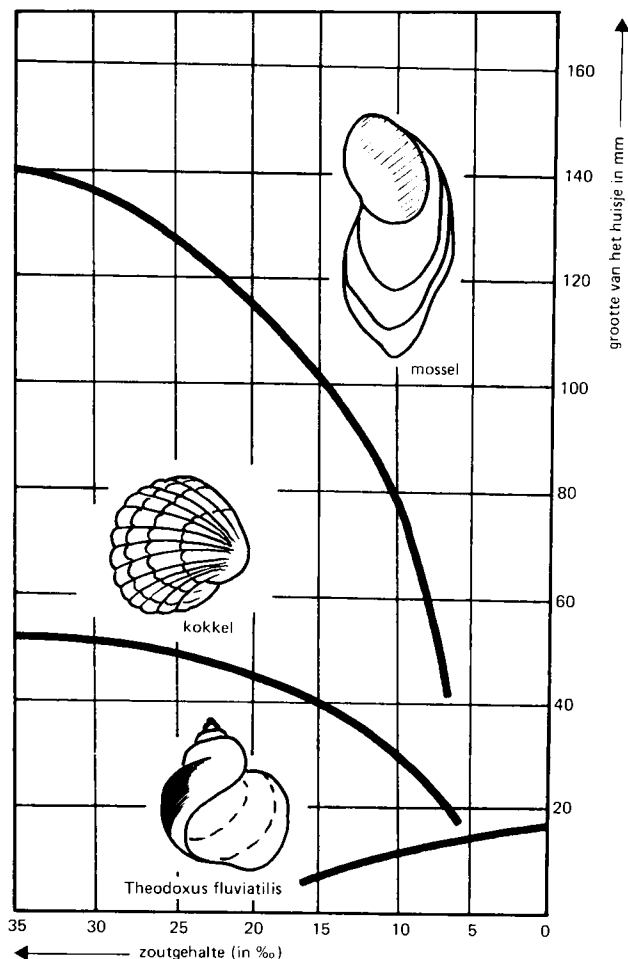 160
140
120
100
80
60
40
20
grootte van het huisje in mm
mossel
kokkel
Theodoxus fluviatilis
35 30 25 20 15 10 5 0
zoutgehalte (in ‰)